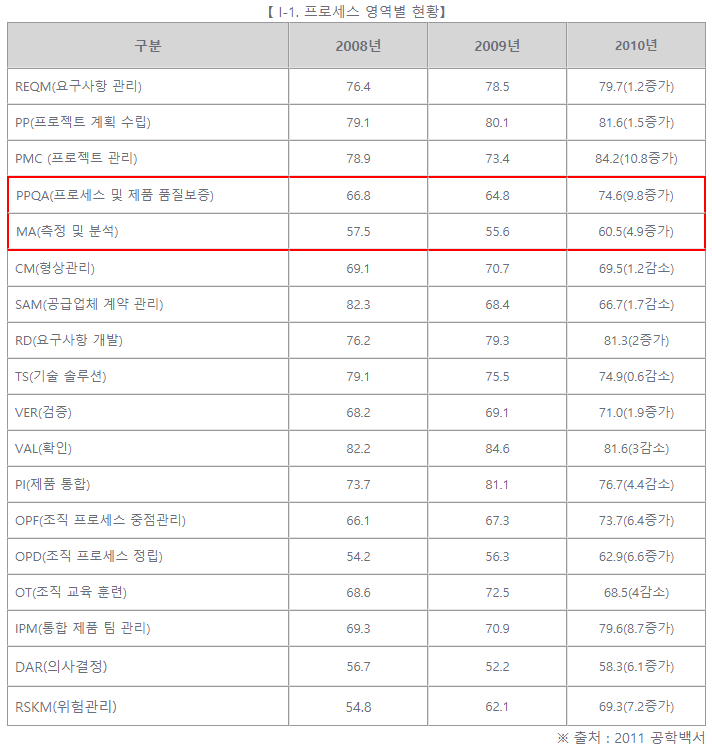 【 I-1. 프로세스 영역별 현황】
구분 2008년 2009년 2010년
REQM(요구사항 관리) 76.4 78.5 79.7(1.2증가)
PP(프로젝트 계획 수립) 79.1 80.1 81.6(1.5증가)
PMC (프로젝트 관리) 78.9 73.4 84.2(10.8증가)
PPQA(프로세스 및 제품 품질보증) 66.8 64.8 74.6(9.8증가)
MA(측정 및 분석) 57.5 55.6 60.5(4.9증가)
CM(형상관리) 69.1 70.7 69.5(1.2감소)
SAM(공급업체 계약 관리) 82.3 68.4 66.7(1.7감소)
RD(요구사항 개발) 76.2 79.3 81.3(2증가)
TS(기술 솔루션) 79.1 75.5 74.9(0.6감소)
VER(검증) 68.2 69.1 71.0(1.9증가)
VAL(확인) 82.2 84.6 81.6(3감소)
PI(제품 통합) 73.7 81.1 76.7(4.4감소)
OPF(조직 프로세스 중점관리) 66.1 67.3 73.7(6.4증가)
OPD(조직 프로세스 정립) 54.2 56.3 62.9(6.6증가)
OT(조직 교육 훈련) 68.6 72.5 68.5(4감소)
IPM(통합 제품 팀 관리) 69.3 70.9 79.6(8.7증가)
DAR(의사결정) 56.7 52.2 58.3(6.1증가)
RSKM(위험관리) 54.8 62.1 69.3(7.2증가)
※ 출처 : 2011 공학백서